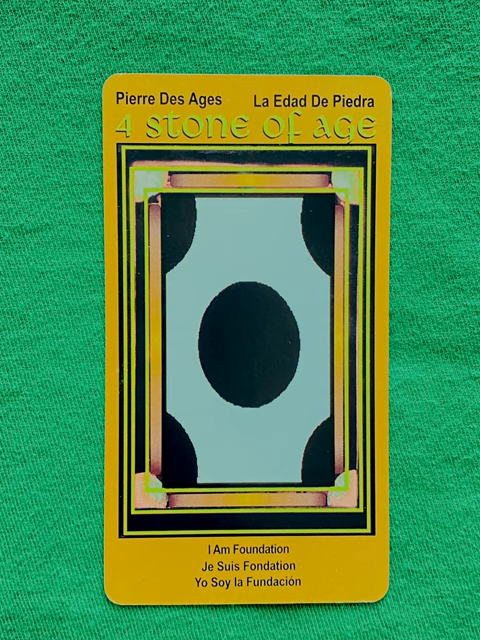 Pierre Des Ages La Edad De Piedra
4 Stone of Age
I Am Foundation
Je Suis Fondation
Yo Soy la Fundación